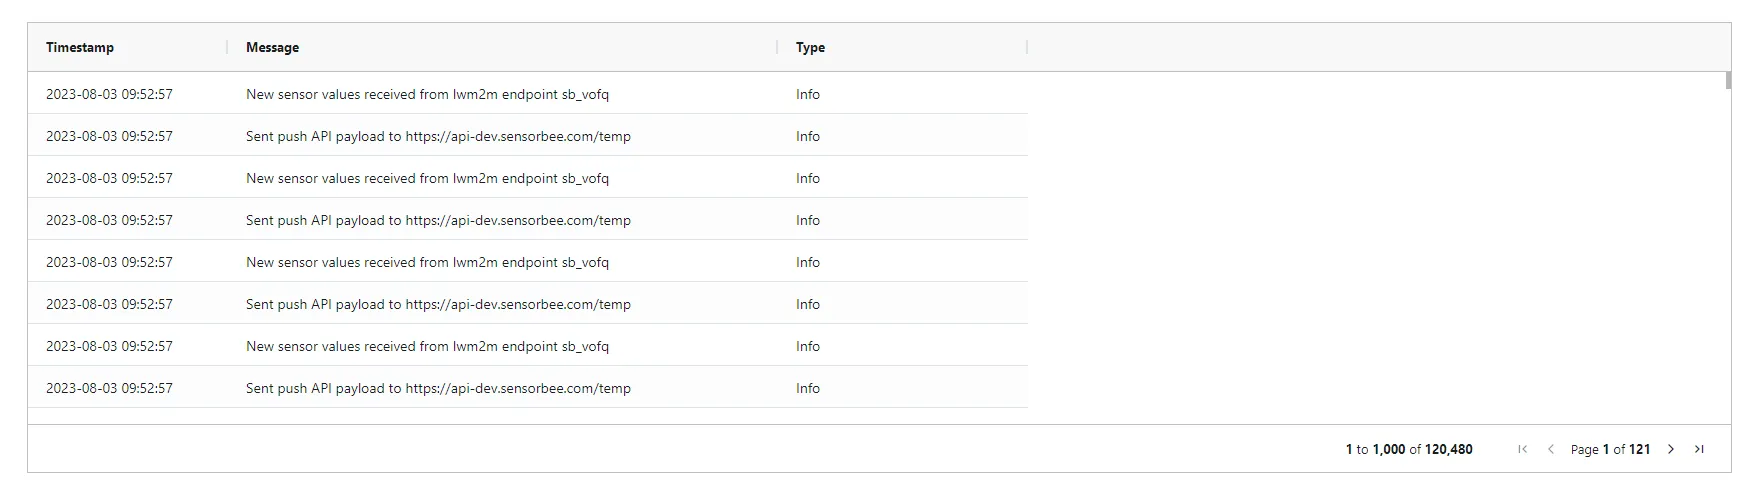 Timestamp Message Type
2023-08-03 09:52:57 New sensor values received from lwm2m endpoint sb_vofq Info
2023-08-03 09:52:57 Sent push API payload to https://api-dev.sensorbee.com/temp Info
2023-08-03 09:52:57 New sensor values received from lwm2m endpoint sb_vofq Info
2023-08-03 09:52:57 Sent push API payload to https://api-dev.sensorbee.com/temp Info
2023-08-03 09:52:57 New sensor values received from lwm2m endpoint sb_vofq Info
2023-08-03 09:52:57 Sent push API payload to https://api-dev.sensorbee.com/temp Info
2023-08-03 09:52:57 New sensor values received from lwm2m endpoint sb_vofq Info
2023-08-03 09:52:57 Sent push API payload to https://api-dev.sensorbee.com/temp Info
1 to 1,000 of 120,480 Page 1 of 121